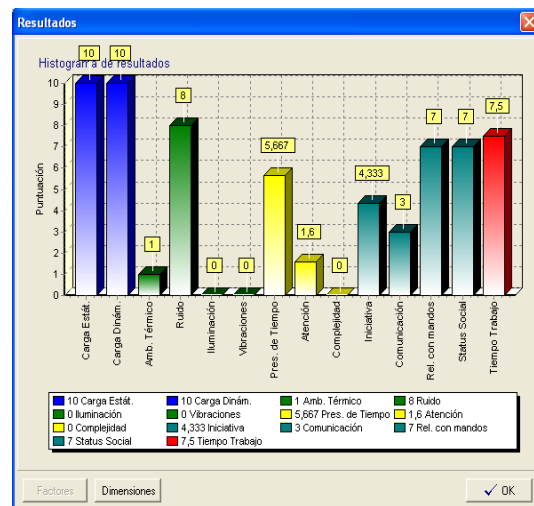 Resultados
Histograma de resultados
10
10
1
8
0
0
5,667
1,6
0
4,333
3
7
7
7,5
Puntuación
10
9
8
7
6
5
4
3
2
1
0
Carga Estát.
Carga Dinám.
Amb. Térmico
Ruido
Iluminación
Vibraciones
Pres. de Tiempo
Atención
Complejidad
Iniciativa
Comunicación
Rel. con mandos
Status Social
Tiempo Trabajo
10 Carga Estát. 10 Carga Dinám. 1 Amb. Térmico 8 Ruido
0 Iluminación 0 Vibraciones 5,667 Pres. de Tiempo 1,6 Atención
0 Complejidad 4,333 Iniciativa 3 Comunicación 7 Rel. con mandos
7 Status Social 7,5 Tiempo Trabajo
Factores Dimensiones OK